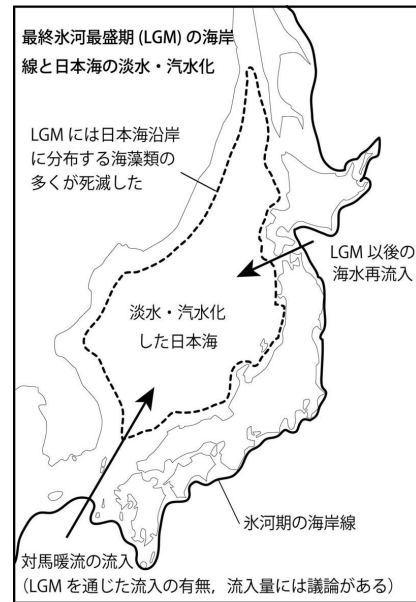 最終氷河最盛期 (LGM) の海岸
線と日本海の淡水・汽水化
LGM には日本海沿岸
に分布する海藻類の
多くが死滅した
LGM 以後の
海水再流入
淡水・汽水化
した日本海
氷河期の海岸線
対馬暖流の流入
(LGM を通じた流入の有無，流入量には議論がある)